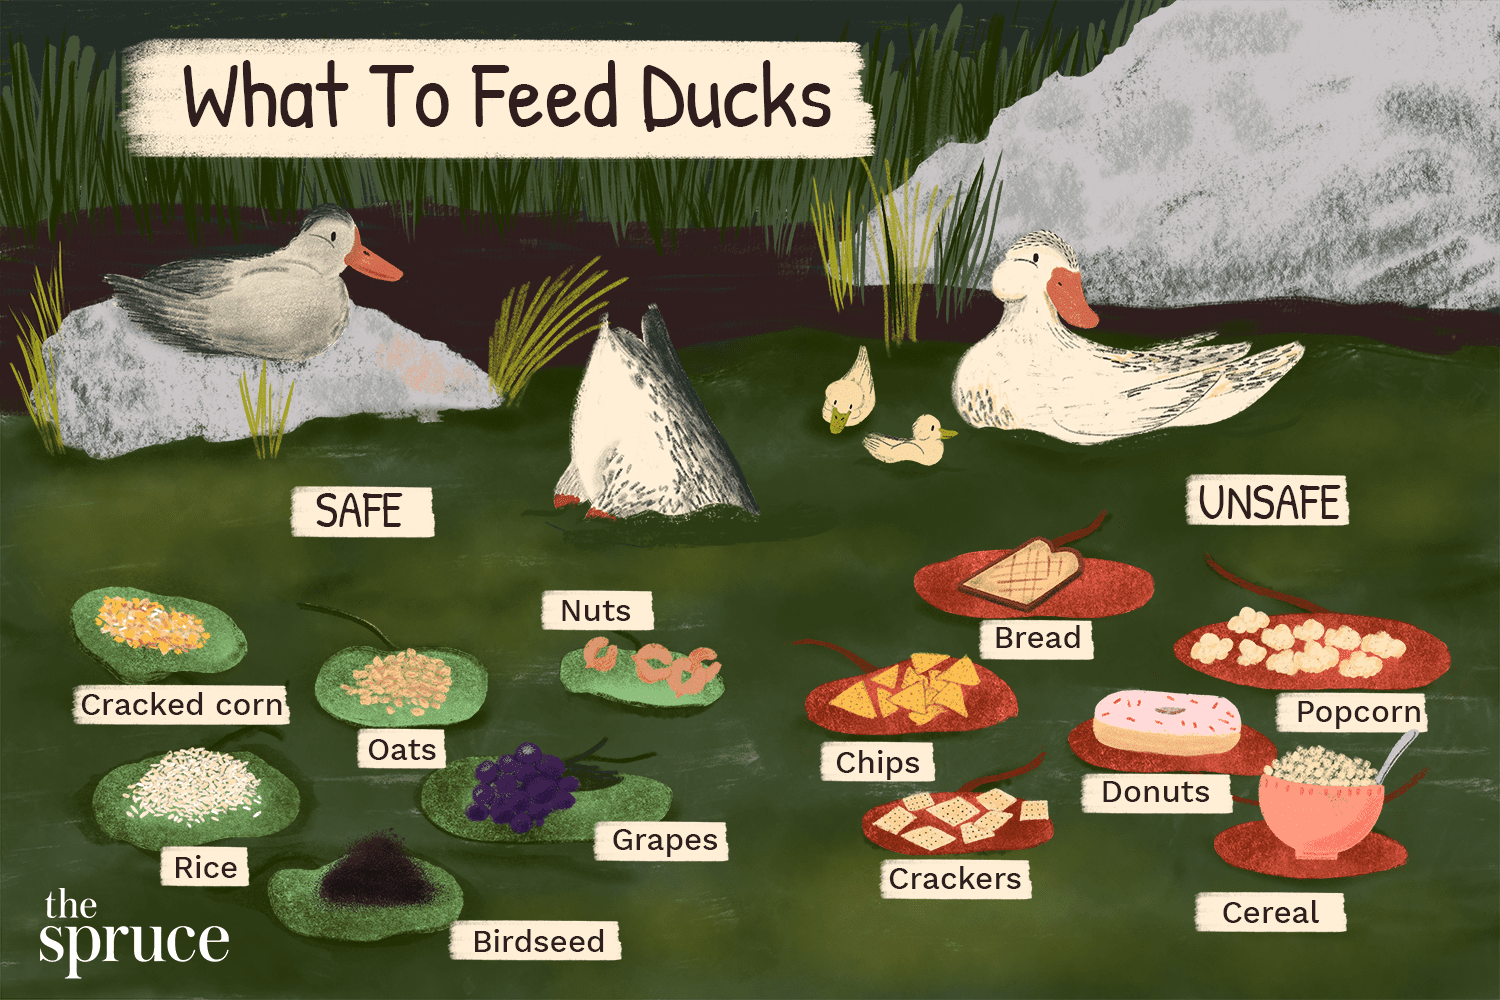 What To Feed Ducks
SAFE
UNSAFE
Nuts
Cracked corn
Oats
Rice
Grapes
Birdseed
Bread
Popcorn
Chips
Donuts
Crackers
Cereal
the
spruce